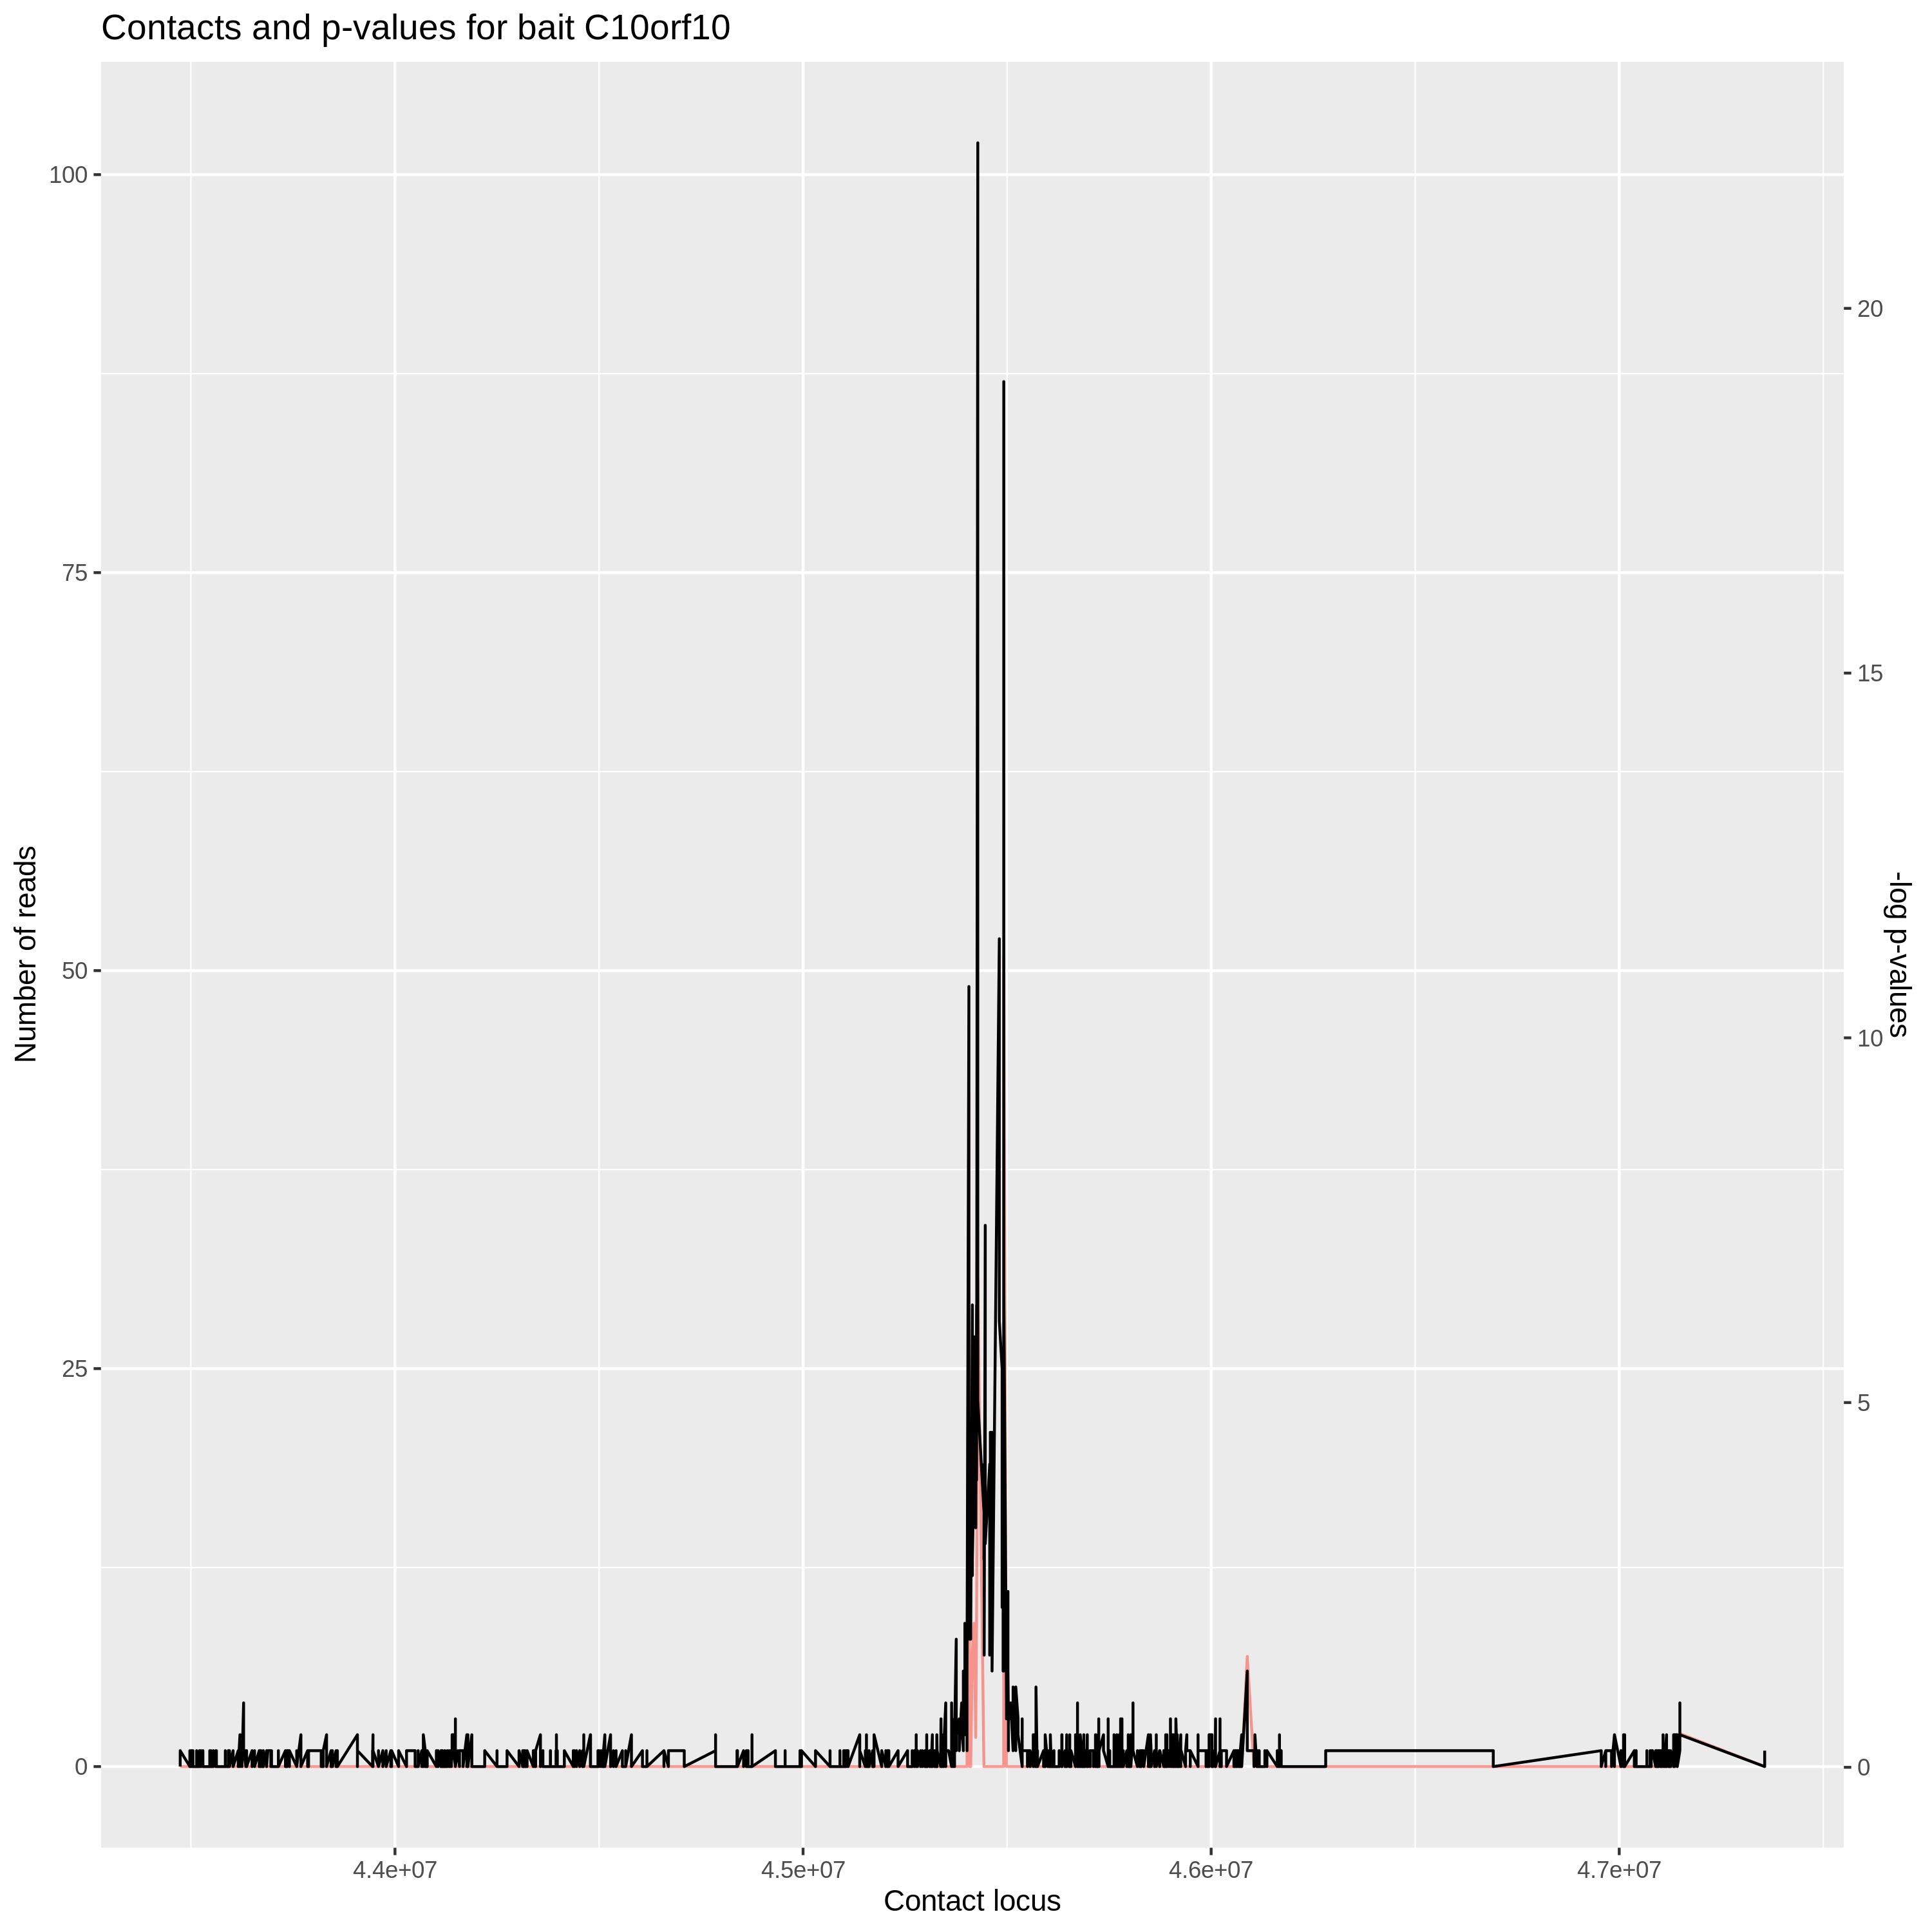 Contacts and p-values for bait C10orf10
100
75
50
25
0
Number of reads
20
15
10
5
0
-log p-values
4.4e+07
4.5e+07
4.6e+07
4.7e+07
Contact locus